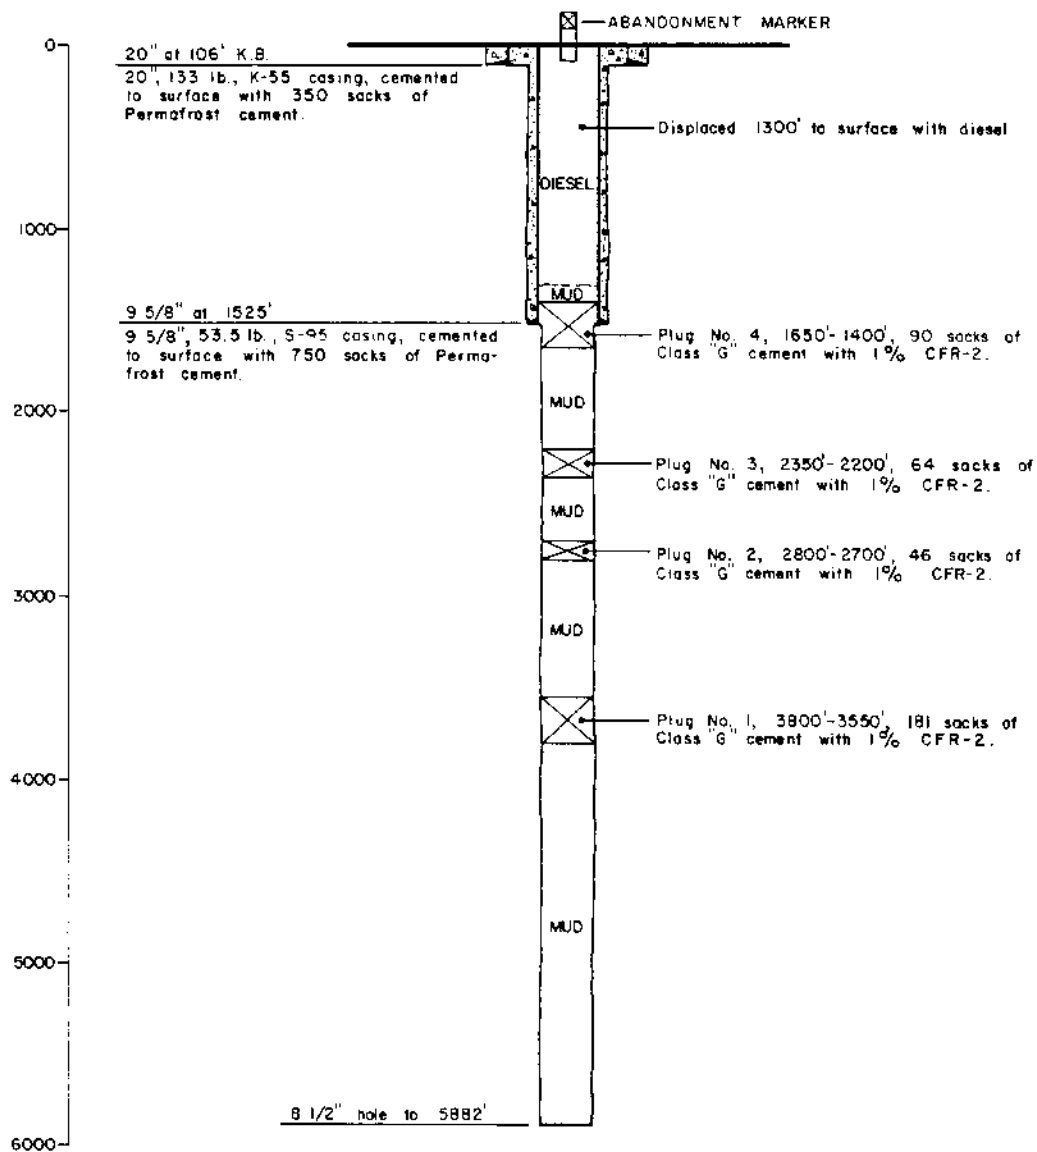 ABANDONMENT MARKER
0
20" at 106' K.B.
20", 133 lb., K-55 casing, cemented
to surface with 350 sacks of
Permafrost cement.
Displaced 1300' to surface with diesel
DIESEL
1000
MUD
9 5/8" at 1525'
9 5/8", 53.5 lb., S-95 casing, cemented
to surface with 750 sacks of Perma-
frost cement.
Plug No. 4, 1650'-1400', 90 sacks of
Class "G" cement with 1% CFR-2.
MUD
2000
Plug No. 3, 2350'-2200', 64 sacks of
Class "G" cement with 1% CFR-2.
MUD
Plug No. 2, 2800'-2700', 46 sacks of
Class "G" cement with 1% CFR-2.
3000
MUD
Plug No. 1, 3800'-3550', 181 sacks of
Class "G" cement with 1% CFR-2.
4000
MUD
5000
8 1/2" hole to 5882'
6000